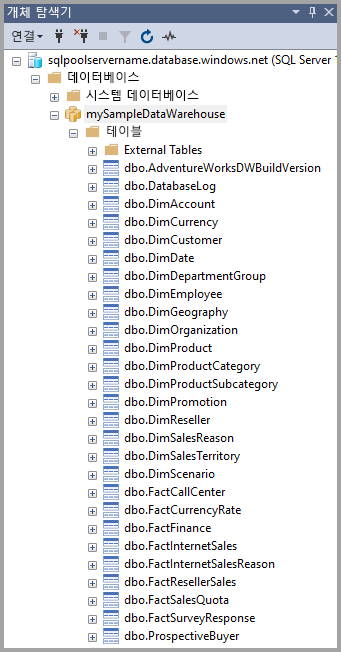 개체 탐색기
연결
sqlpoolservername.database.windows.net (SQL Server
데이터베이스
시스템 데이터베이스
mySampleDataWarehouse
테이블
External Tables
dbo.AdventureWorksDWBuildVersion
dbo.DatabaseLog
dbo.DimAccount
dbo.DimCurrency
dbo.DimCustomer
dbo.DimDate
dbo.DimDepartmentGroup
dbo.DimEmployee
dbo.DimGeography
dbo.DimOrganization
dbo.DimProduct
dbo.DimProductCategory
dbo.DimProductSubcategory
dbo.DimPromotion
dbo.DimReseller
dbo.DimSalesReason
dbo.DimSalesTerritory
dbo.DimScenario
dbo.FactCallCenter
dbo.FactCurrencyRate
dbo.FactFinance
dbo.FactInternetSales
dbo.FactInternetSalesReason
dbo.FactResellerSales
dbo.FactSalesQuota
dbo.FactSurveyResponse
dbo.ProspectiveBuyer